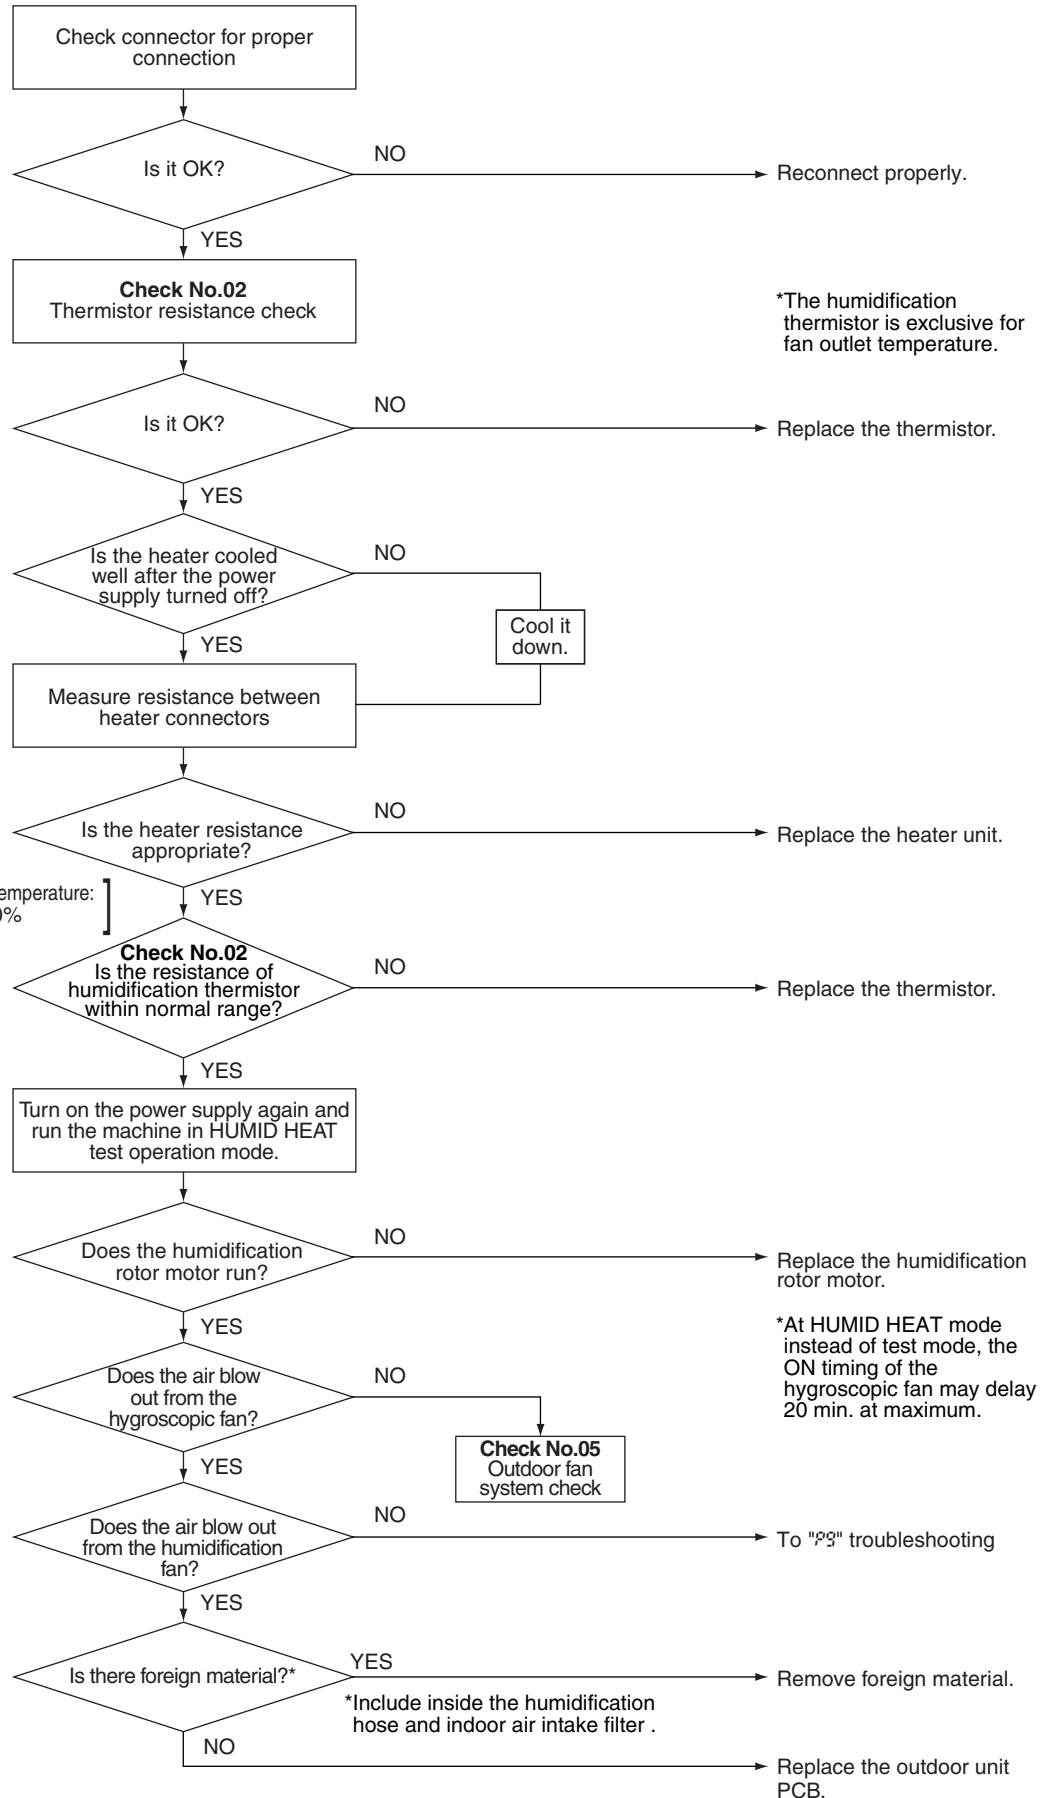 Check connector for proper
connection
Is it OK?
NO
Reconnect properly.
YES
Check No.02
Thermistor resistance check
*The humidification
thermistor is exclusive for
fan outlet temperature.
Is it OK?
NO
Replace the thermistor.
YES
Is the heater cooled
well after the power
supply turned off?
NO
Cool it
down.
YES
Measure resistance between
heater connectors
Is the heater resistance
appropriate?
NO
Replace the heater unit.
emperature:
%
]
YES
Check No.02
Is the resistance of
humidification thermistor
within normal range?
NO
Replace the thermistor.
YES
Turn on the power supply again and
run the machine in HUMID HEAT
test operation mode.
Does the humidification
rotor motor run?
NO
Replace the humidification
rotor motor.
YES
*At HUMID HEAT mode
instead of test mode, the
ON timing of the
hygroscopic fan may delay
20 min. at maximum.
Does the air blow
out from the
hygroscopic fan?
NO
Check No.05
Outdoor fan
system check
YES
Does the air blow out
from the humidification
fan?
NO
To "P9" troubleshooting
YES
Is there foreign material?*
YES
Remove foreign material.
*Include inside the humidification
hose and indoor air intake filter .
NO
Replace the outdoor unit
PCB.